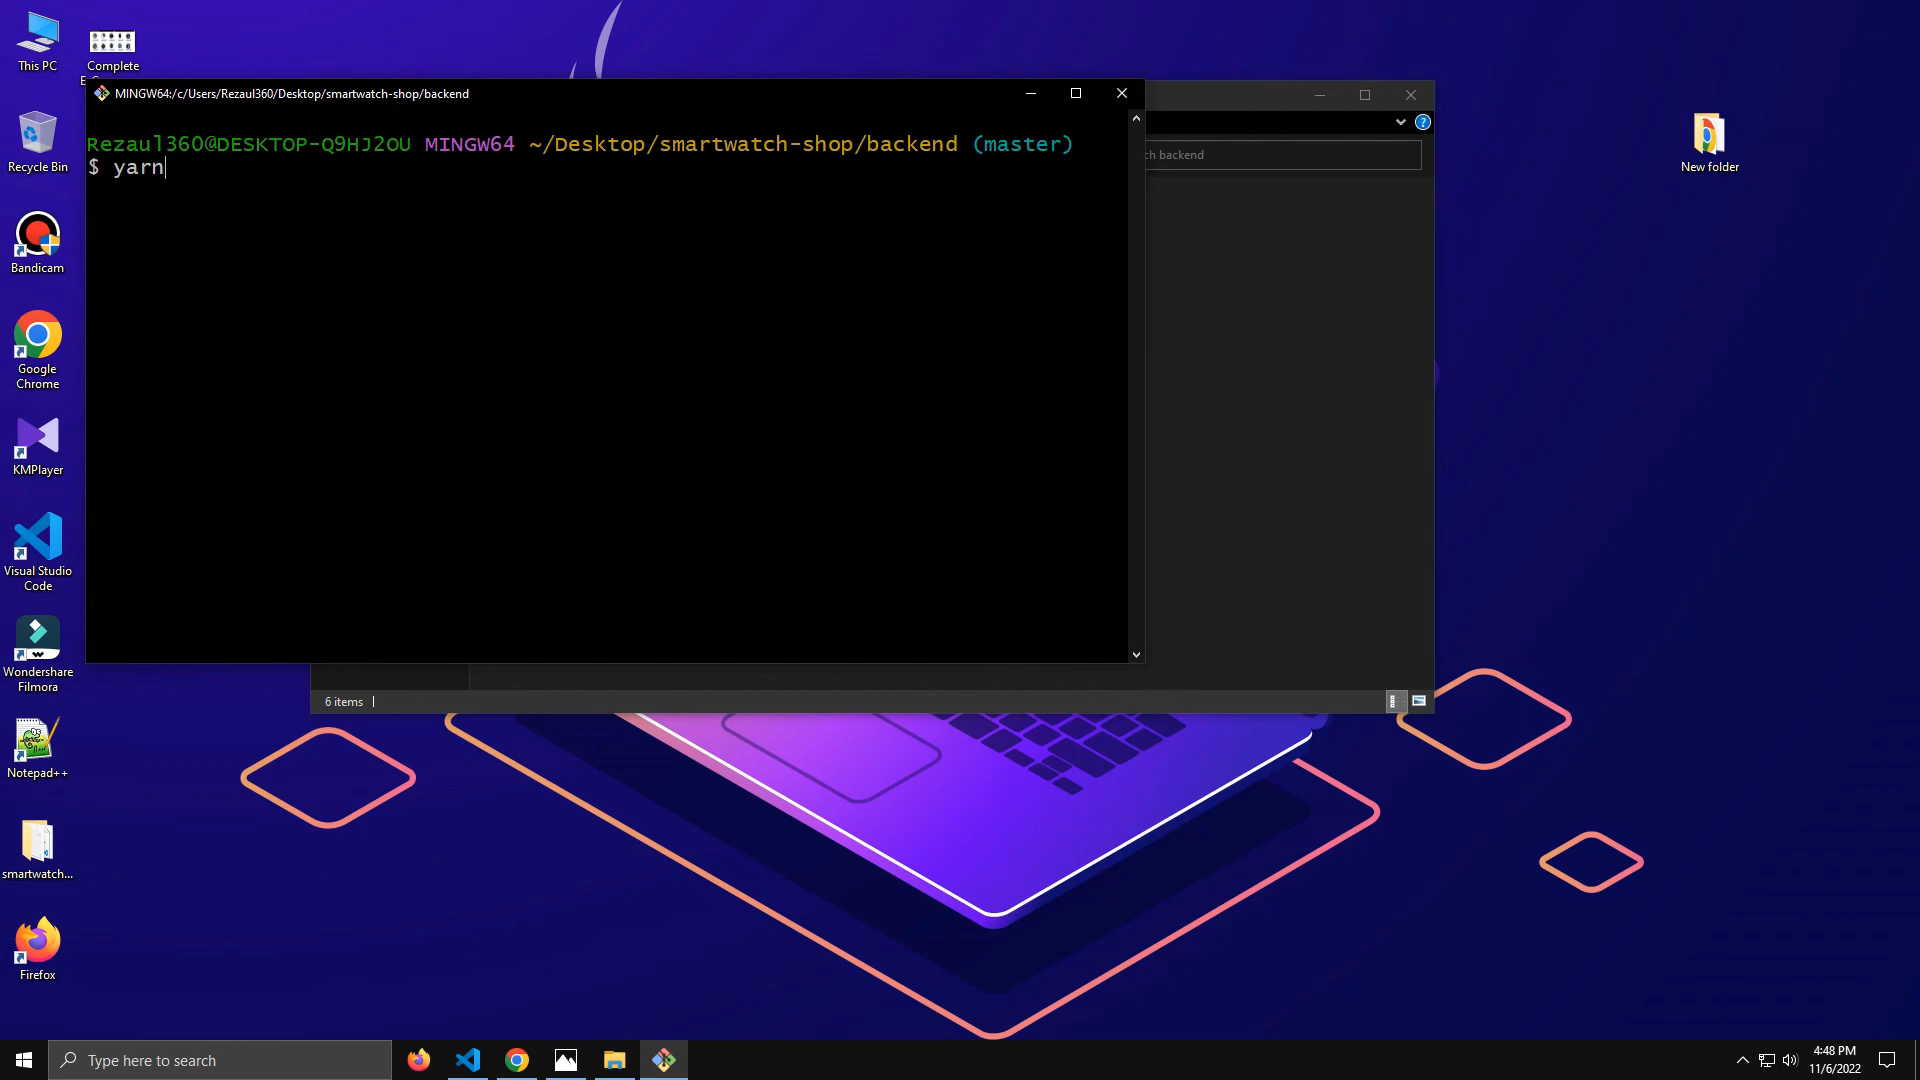 This PC
Complete
Recycle Bin
Bandicam
Google
Chrome
KMPlayer
Visual Studio
Code
Wondershare
Filmora
Notepad++
smartwatch...
Firefox
MINGW64:/c/Users/Rezaul360/Desktop/smartwatch-shop/backend
Rezaul360@DESKTOP-Q9HJ2OU MINGW64 ~/Desktop/smartwatch-shop/backend (master)
$ yarn
ch backend
6 items
New folder
Type here to search
4:48 PM
11/6/2022